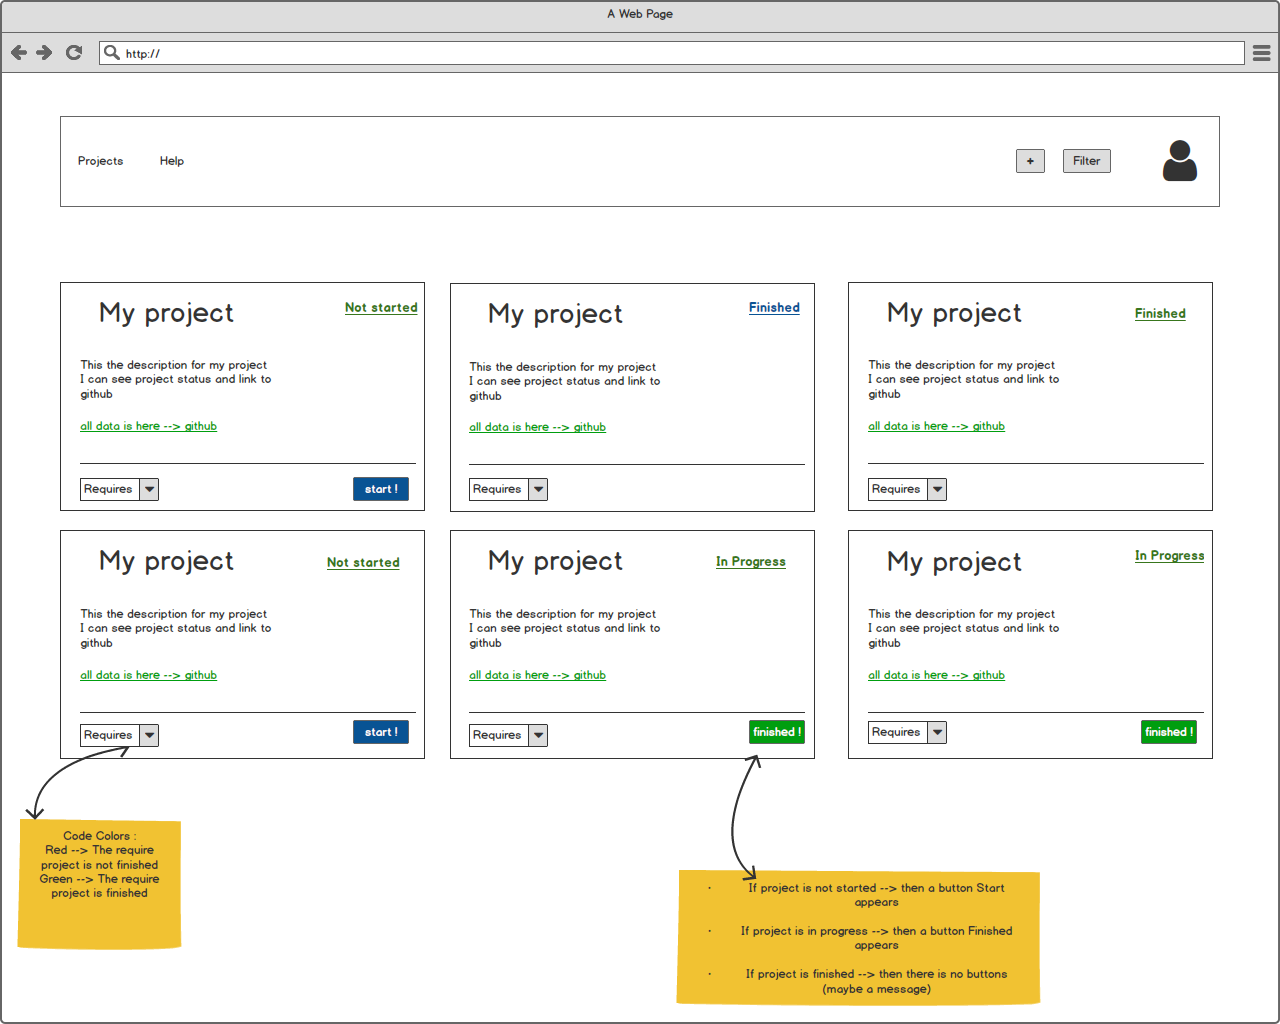 A Web Page
http://
Projects
Help
+
Filter
My project
Not started
This the description for my project
I can see project status and link to
github
all data is here --> github
Requires
start !
My project
Finished
This the description for my project
I can see project status and link to
github
all data is here --> github
Requires
My project
Finished
This the description for my project
I can see project status and link to
github
all data is here --> github
Requires
My project
Not started
This the description for my project
I can see project status and link to
github
all data is here --> github
Requires
start !
My project
In Progress
This the description for my project
I can see project status and link to
github
all data is here --> github
Requires
finished !
My project
In Progress
This the description for my project
I can see project status and link to
github
all data is here --> github
Requires
finished !
Code Colors :
Red --> The require
project is not finished
Green --> The require
project is finished
· If project is not started --> then a button Start
appears
· If project is in progress --> then a button Finished
appears
· If project is finished --> then there is no buttons
(maybe a message)